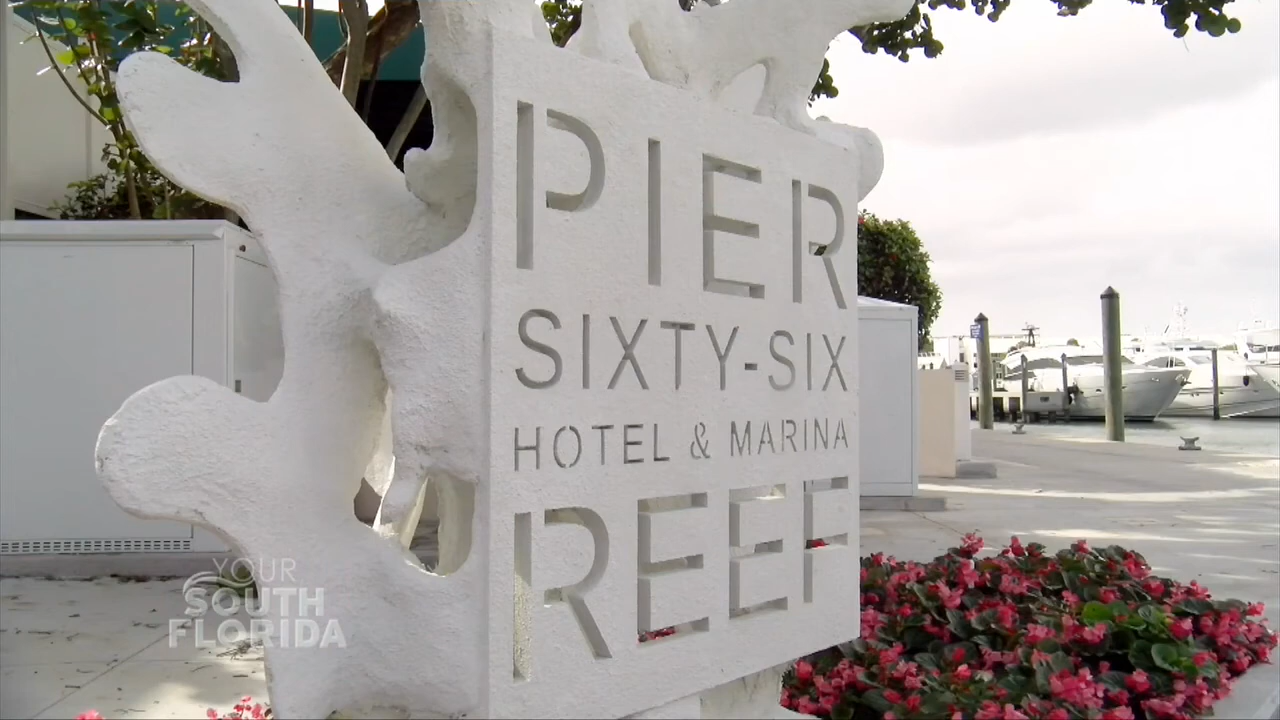 PIER
SIXTY-SIX
HOTEL & MARINA
REEF
YOUR
SOUTH
FLORIDA